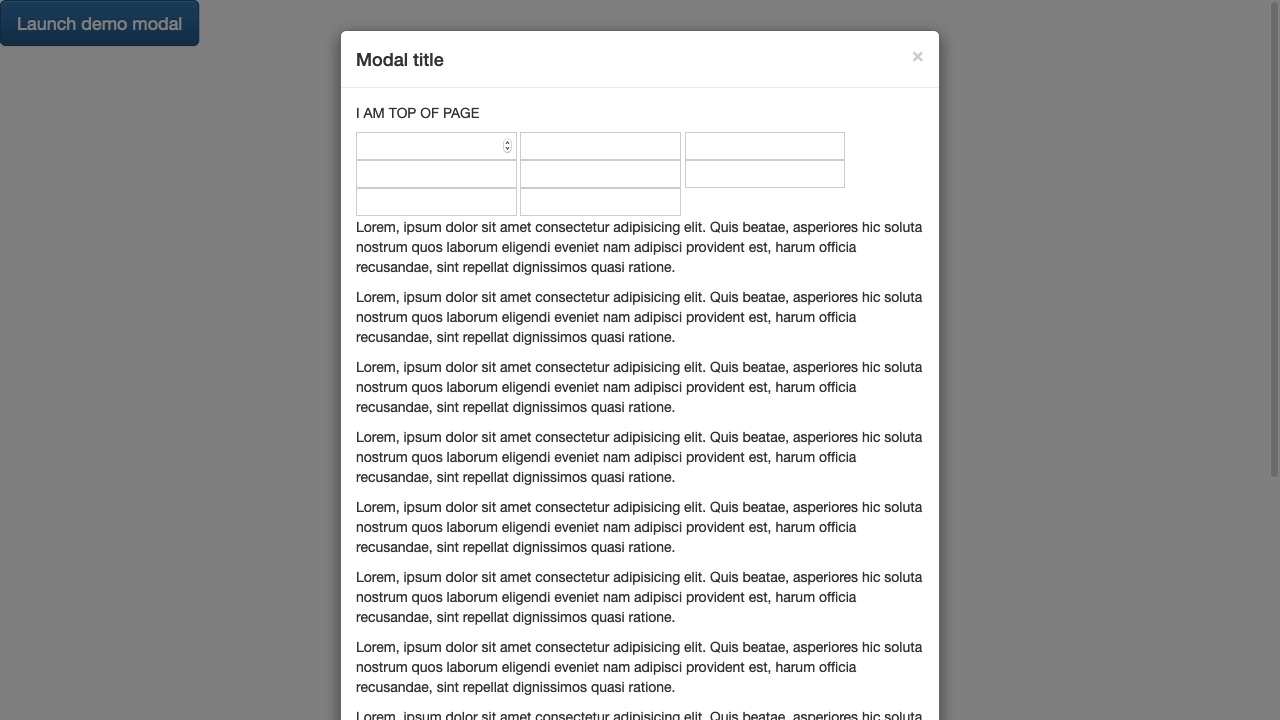 Launch demo modal
Modal title
×
I AM TOP OF PAGE
Lorem, ipsum dolor sit amet consectetur adipisicing elit. Quis beatae, asperiores hic soluta
nostrum quos laborum eligendi eveniet nam adipisci provident est, harum officia
recusandae, sint repellat dignissimos quasi ratione.
Lorem, ipsum dolor sit amet consectetur adipisicing elit. Quis beatae, asperiores hic soluta
nostrum quos laborum eligendi eveniet nam adipisci provident est, harum officia
recusandae, sint repellat dignissimos quasi ratione.
Lorem, ipsum dolor sit amet consectetur adipisicing elit. Quis beatae, asperiores hic soluta
nostrum quos laborum eligendi eveniet nam adipisci provident est, harum officia
recusandae, sint repellat dignissimos quasi ratione.
Lorem, ipsum dolor sit amet consectetur adipisicing elit. Quis beatae, asperiores hic soluta
nostrum quos laborum eligendi eveniet nam adipisci provident est, harum officia
recusandae, sint repellat dignissimos quasi ratione.
Lorem, ipsum dolor sit amet consectetur adipisicing elit. Quis beatae, asperiores hic soluta
nostrum quos laborum eligendi eveniet nam adipisci provident est, harum officia
recusandae, sint repellat dignissimos quasi ratione.
Lorem, ipsum dolor sit amet consectetur adipisicing elit. Quis beatae, asperiores hic soluta
nostrum quos laborum eligendi eveniet nam adipisci provident est, harum officia
recusandae, sint repellat dignissimos quasi ratione.
Lorem, ipsum dolor sit amet consectetur adipisicing elit. Quis beatae, asperiores hic soluta
nostrum quos laborum eligendi eveniet nam adipisci provident est, harum officia
recusandae, sint repellat dignissimos quasi ratione.
Lorem, ipsum dolor sit amet consectetur adipisicing elit. Quis beatae, asperiores hic soluta